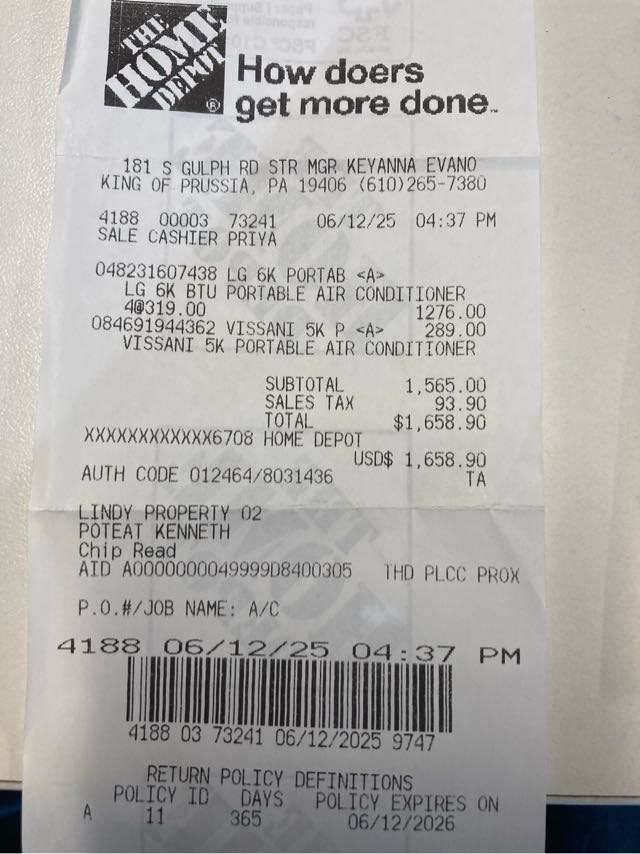 THE
HOME
DEPOT
®
How doers
get more done™
181 S GULPH RD STR MGR KEYANNA EVANO
KING OF PRUSSIA, PA 19406 (610)265-7380
4188 00003 73241 06/12/25 04:37 PM
SALE CASHIER PRIYA
048231607438 LG 6K PORTAB <A>
LG 6K BTU PORTABLE AIR CONDITIONER
4@319.00 1276.00
084691944362 VISSANI 5K P <A> 289.00
VISSANI 5K PORTABLE AIR CONDITIONER
SUBTOTAL 1,565.00
SALES TAX 93.90
TOTAL $1,658.90
XXXXXXXXXXXX6708 HOME DEPOT
USD$ 1,658.90
AUTH CODE 012464/8031436 TA
LINDY PROPERTY 02
POTEAT KENNETH
Chip Read
AID A0000000049999D8400305 THD PLCC PROX
P.O.#/JOB NAME: A/C
4188 06/12/25 04:37 PM
4188 03 73241 06/12/2025 9747
RETURN POLICY DEFINITIONS
POLICY ID DAYS POLICY EXPIRES ON
A 11 365 06/12/2026